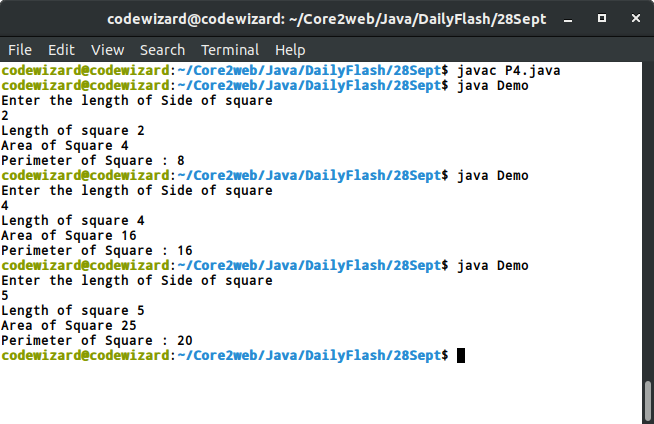 codewizard@codewizard: ~/Core2web/Java/DailyFlash/28Sept
File Edit View Search Terminal Help
codewizard@codewizard:~/Core2web/Java/DailyFlash/28Sept$ javac P4.java
codewizard@codewizard:~/Core2web/Java/DailyFlash/28Sept$ java Demo
Enter the length of Side of square
2
Length of square 2
Area of Square 4
Perimeter of Square : 8
codewizard@codewizard:~/Core2web/Java/DailyFlash/28Sept$ java Demo
Enter the length of Side of square
4
Length of square 4
Area of Square 16
Perimeter of Square : 16
codewizard@codewizard:~/Core2web/Java/DailyFlash/28Sept$ java Demo
Enter the length of Side of square
5
Length of square 5
Area of Square 25
Perimeter of Square : 20
codewizard@codewizard:~/Core2web/Java/DailyFlash/28Sept$